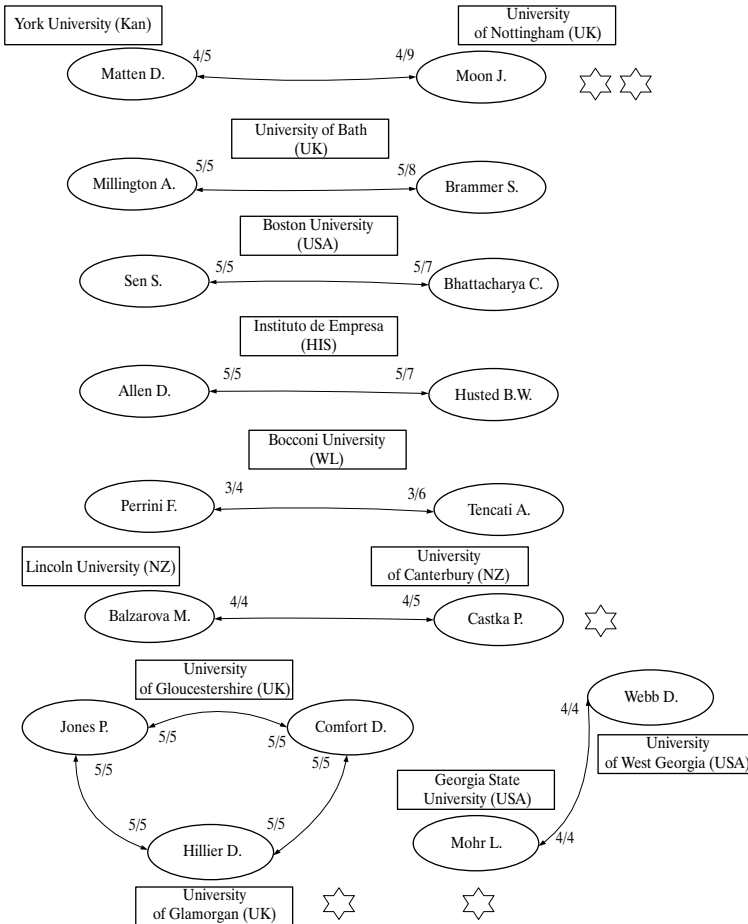 York University (Kan)
University
of Nottingham (UK)
4/5
4/9
Matten D.
Moon J.
University of Bath
(UK)
5/5
5/8
Millington A.
Brammer S.
Boston University
(USA)
5/5
5/7
Sen S.
Bhattacharya C.
Instituto de Empresa
(HIS)
5/5
5/7
Allen D.
Husted B.W.
Bocconi University
(WL)
3/4
3/6
Perrini F.
Tencati A.
Lincoln University (NZ)
University
of Canterbury (NZ)
4/4
4/5
Balzarova M.
Castka P.
University
of Gloucestershire (UK)
Jones P.
Comfort D.
5/5
5/5
5/5
5/5
5/5
5/5
Hillier D.
University
of Glamorgan (UK)
Webb D.
4/4
University
of West Georgia (USA)
Georgia State
University (USA)
Mohr L.
4/4